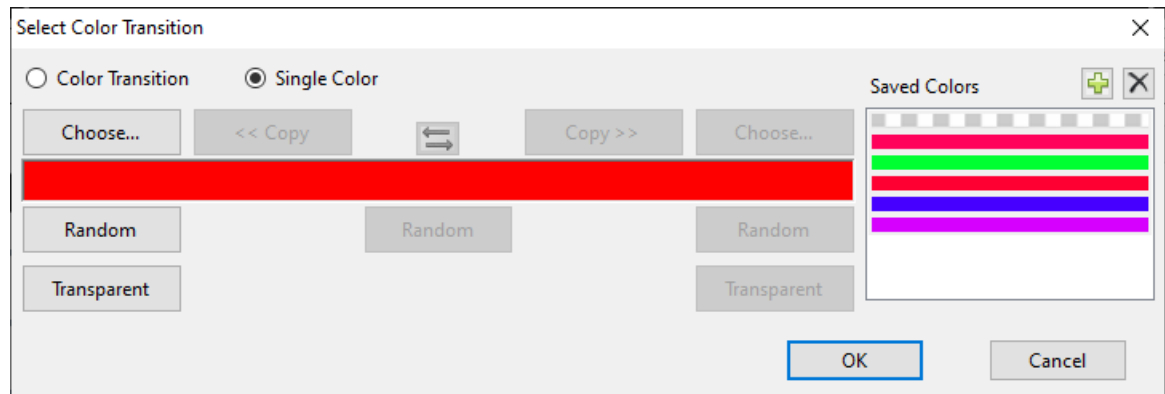 Select Color Transition
Color Transition Single Color
Saved Colors
Choose... << Copy Copy >> Choose...
Random Random Random
Transparent Transparent
OK Cancel